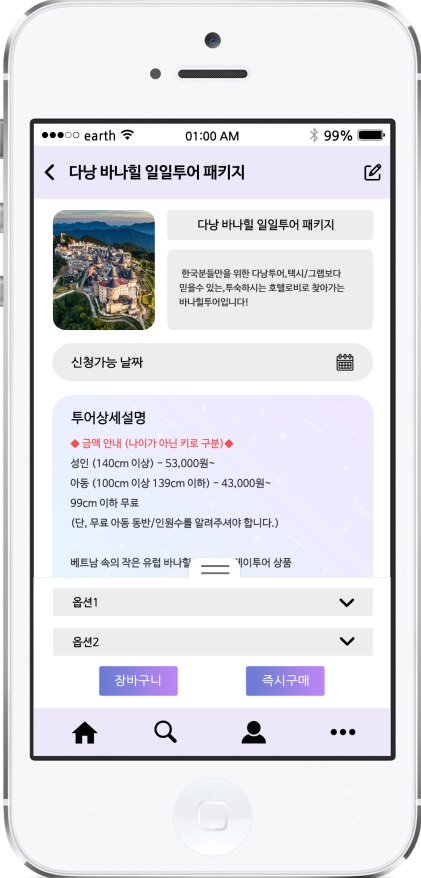 earth 01:00 AM 99%
다낭 바나힐 일일투어 패키지
다낭 바나힐 일일투어 패키지
한국분들만을 위한 다낭투어,택시/그랩보다
믿을수 있는,투숙하시는 호텔로비로 찾아가는
바나힐투어입니다!
신청가능 날짜
투어상세설명
◆ 금액 안내 (나이가 아닌 키로 구분)◆
성인 (140cm 이상) - 53,000원~
아동 (100cm 이상 139cm 이하) - 43,000원~
99cm 이하 무료
(단, 무료 아동 동반/인원수를 알려주셔야 합니다.)
베트남 속의 작은 유럽 바나힐 데이투어 상품
옵션1
옵션2
장바구니 즉시구매